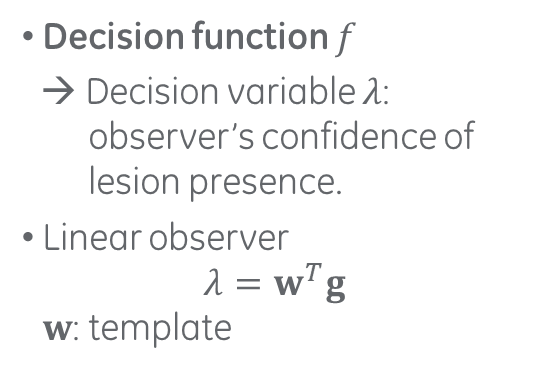 • Decision function f
→ Decision variable λ:
observer's confidence of
lesion presence.
• Linear observer
λ = wᵀg
w: template